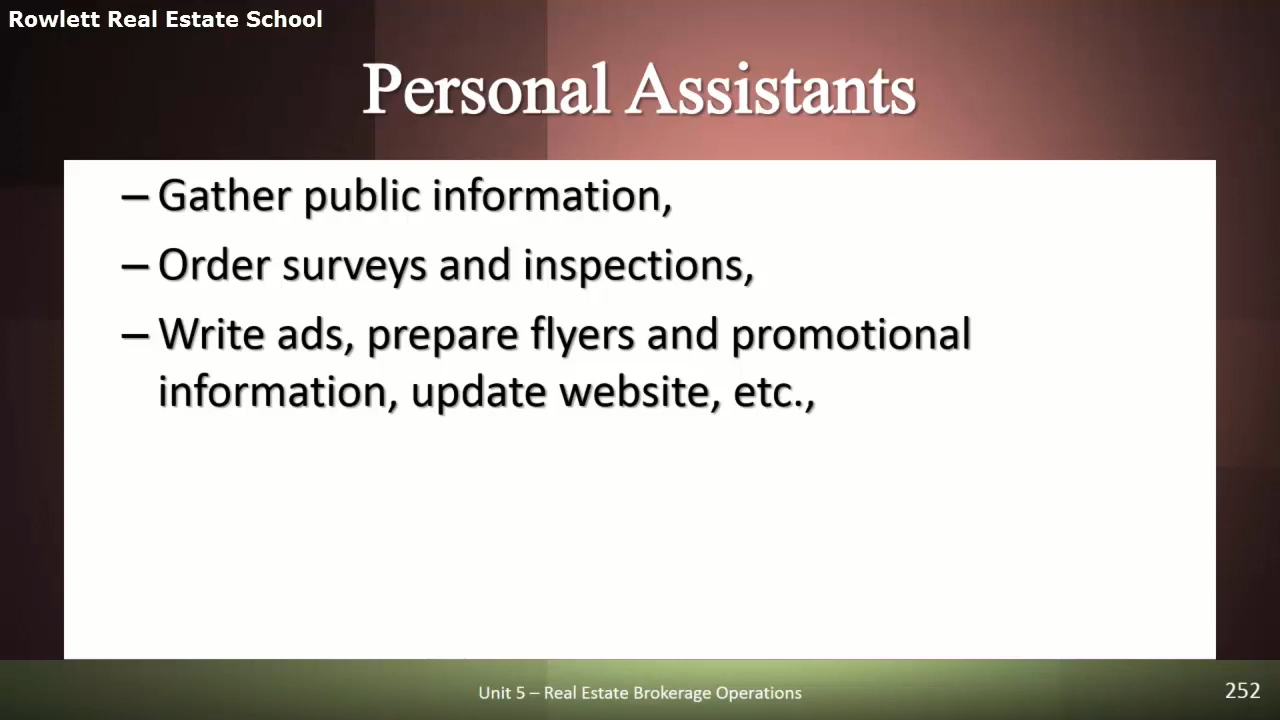 Rowlett Real Estate School
Personal Assistants
– Gather public information,
– Order surveys and inspections,
– Write ads, prepare flyers and promotional
information, update website, etc.,
Unit 5 – Real Estate Brokerage Operations
252